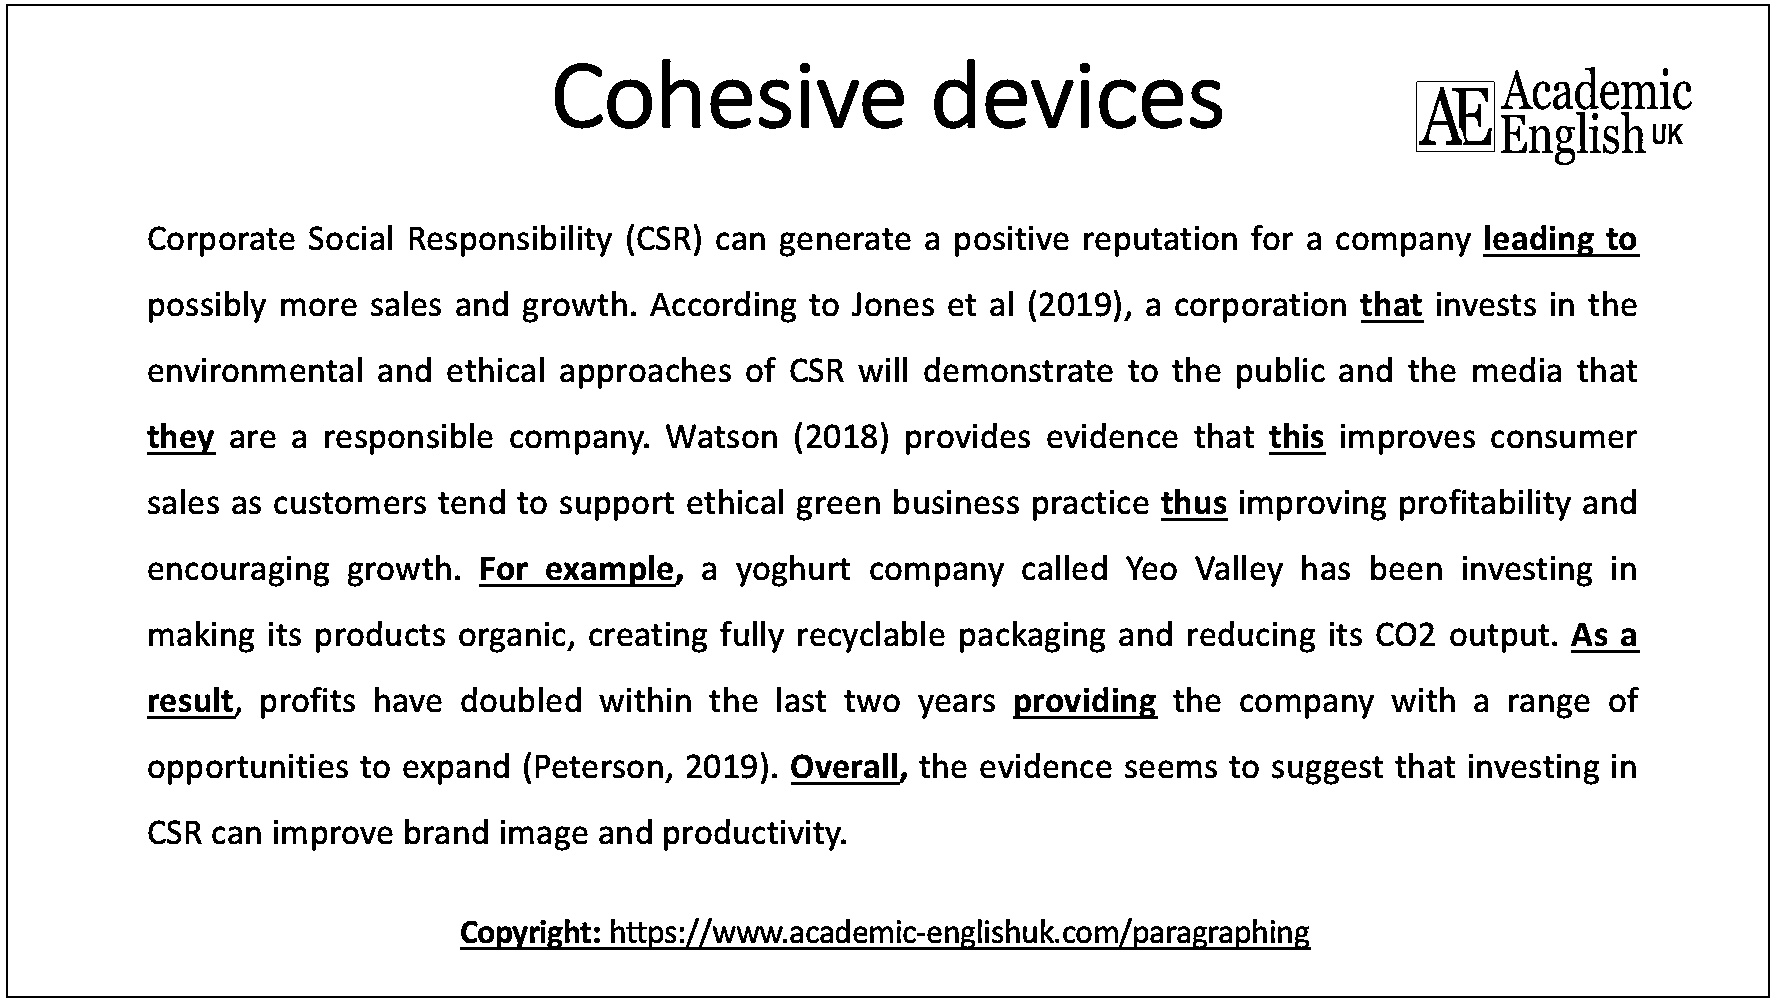 Cohesive devices
AE Academic
English UK
Corporate Social Responsibility (CSR) can generate a positive reputation for a company leading to
possibly more sales and growth. According to Jones et al (2019), a corporation that invests in the
environmental and ethical approaches of CSR will demonstrate to the public and the media that
they are a responsible company. Watson (2018) provides evidence that this improves consumer
sales as customers tend to support ethical green business practice thus improving profitability and
encouraging growth. For example, a yoghurt company called Yeo Valley has been investing in
making its products organic, creating fully recyclable packaging and reducing its CO2 output. As a
result, profits have doubled within the last two years providing the company with a range of
opportunities to expand (Peterson, 2019). Overall, the evidence seems to suggest that investing in
CSR can improve brand image and productivity.
Copyright: https://www.academic-englishuk.com/paragraphing